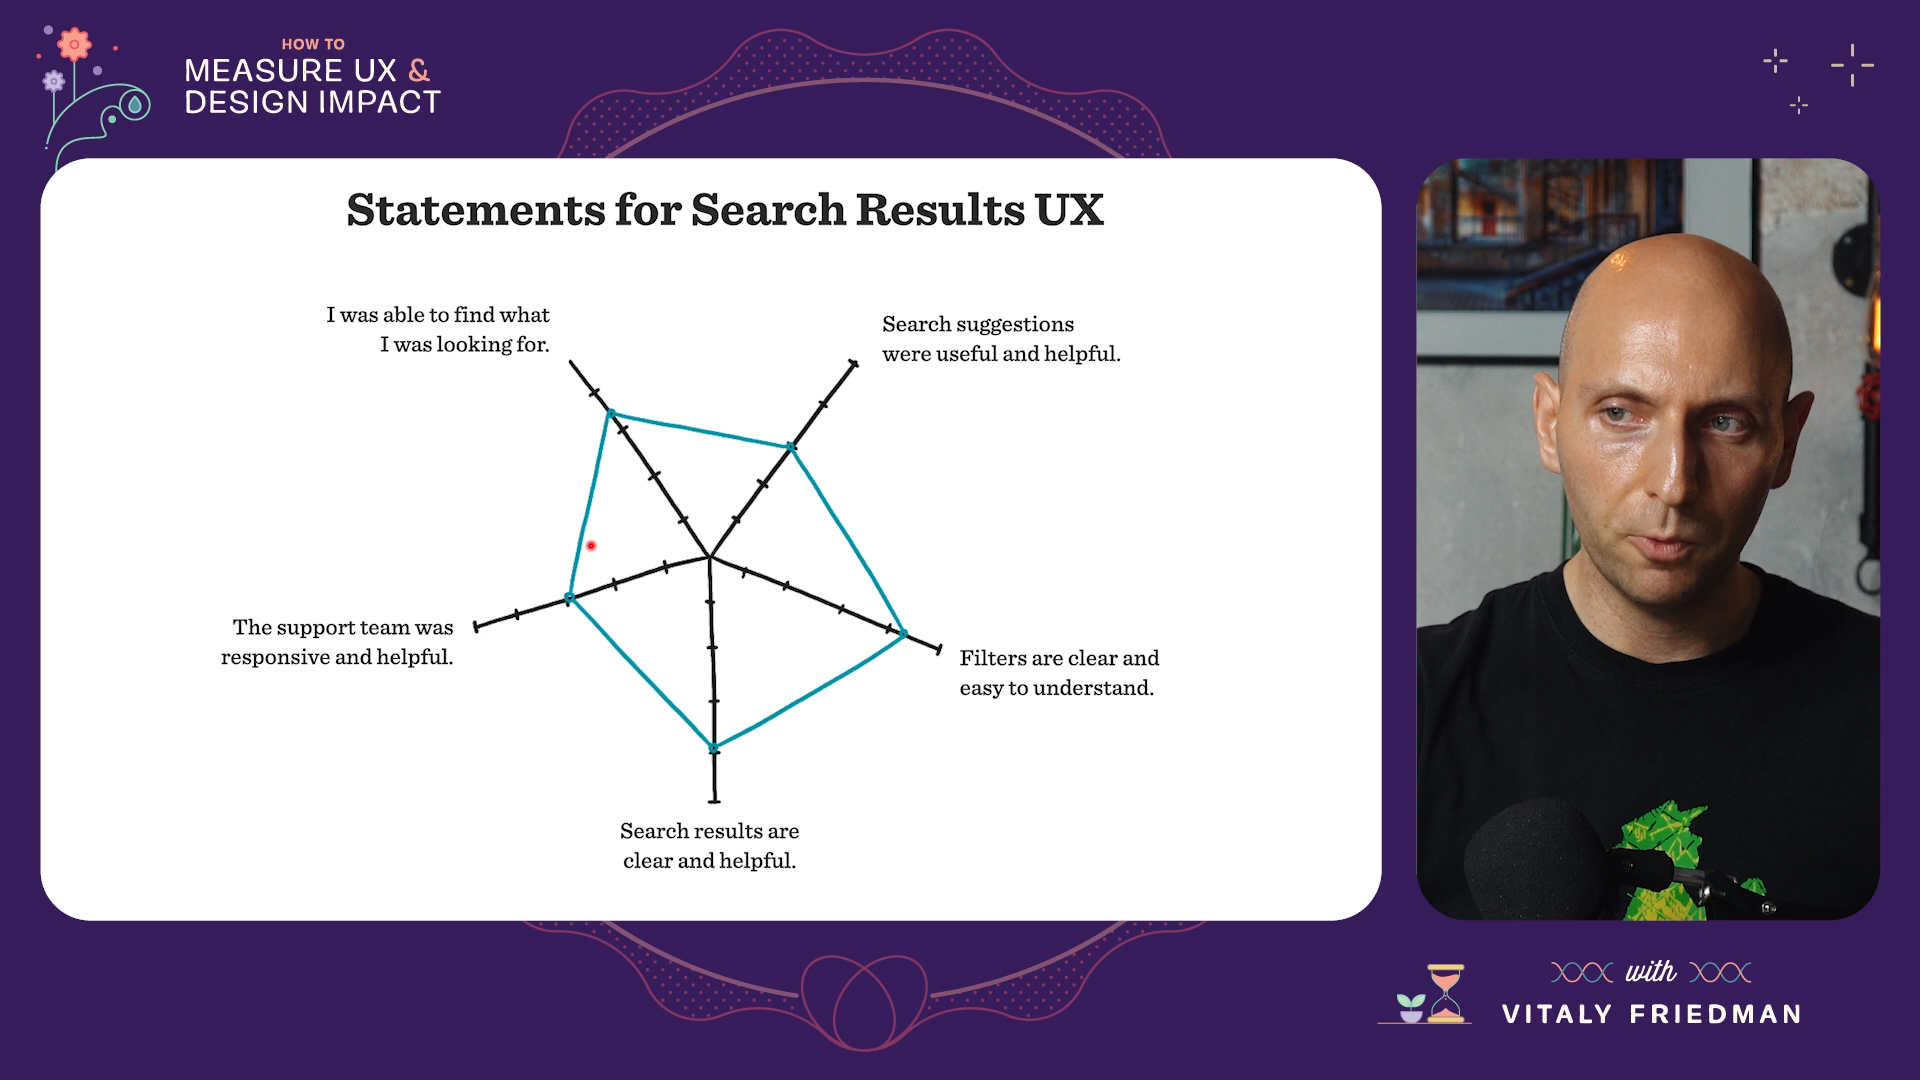 HOW TO
MEASURE UX &
DESIGN IMPACT
Statements for Search Results UX
I was able to find what
I was looking for.
Search suggestions
were useful and helpful.
The support team was
responsive and helpful.
Filters are clear and
easy to understand.
Search results are
clear and helpful.
with
VITALY FRIEDMAN